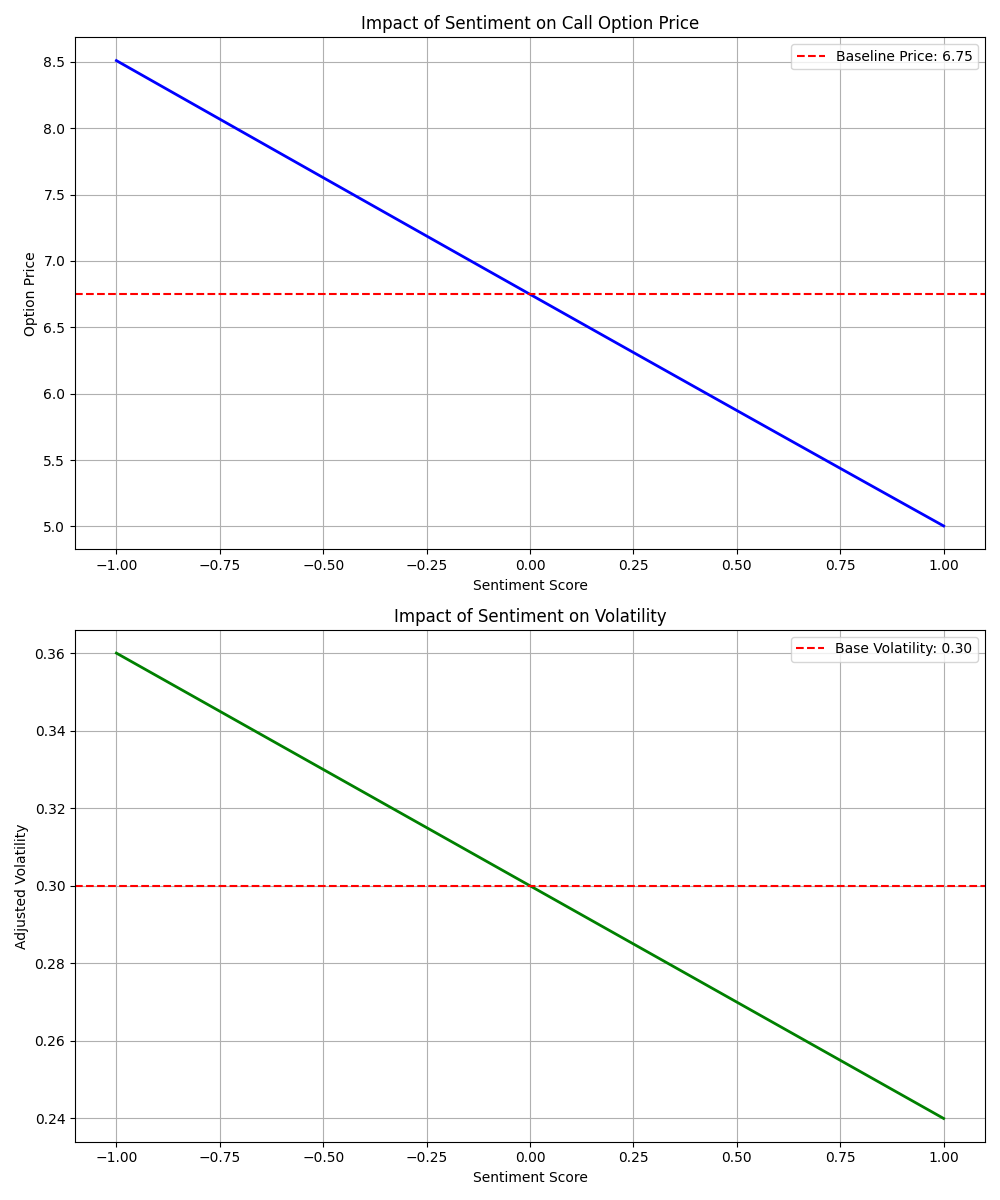 Impact of Sentiment on Call Option Price
Baseline Price: 6.75
Option Price
8.5
8.0
7.5
7.0
6.5
6.0
5.5
5.0
−1.00 −0.75 −0.50 −0.25 0.00 0.25 0.50 0.75 1.00
Sentiment Score
Impact of Sentiment on Volatility
Base Volatility: 0.30
Adjusted Volatility
0.36
0.34
0.32
0.30
0.28
0.26
0.24
−1.00 −0.75 −0.50 −0.25 0.00 0.25 0.50 0.75 1.00
Sentiment Score